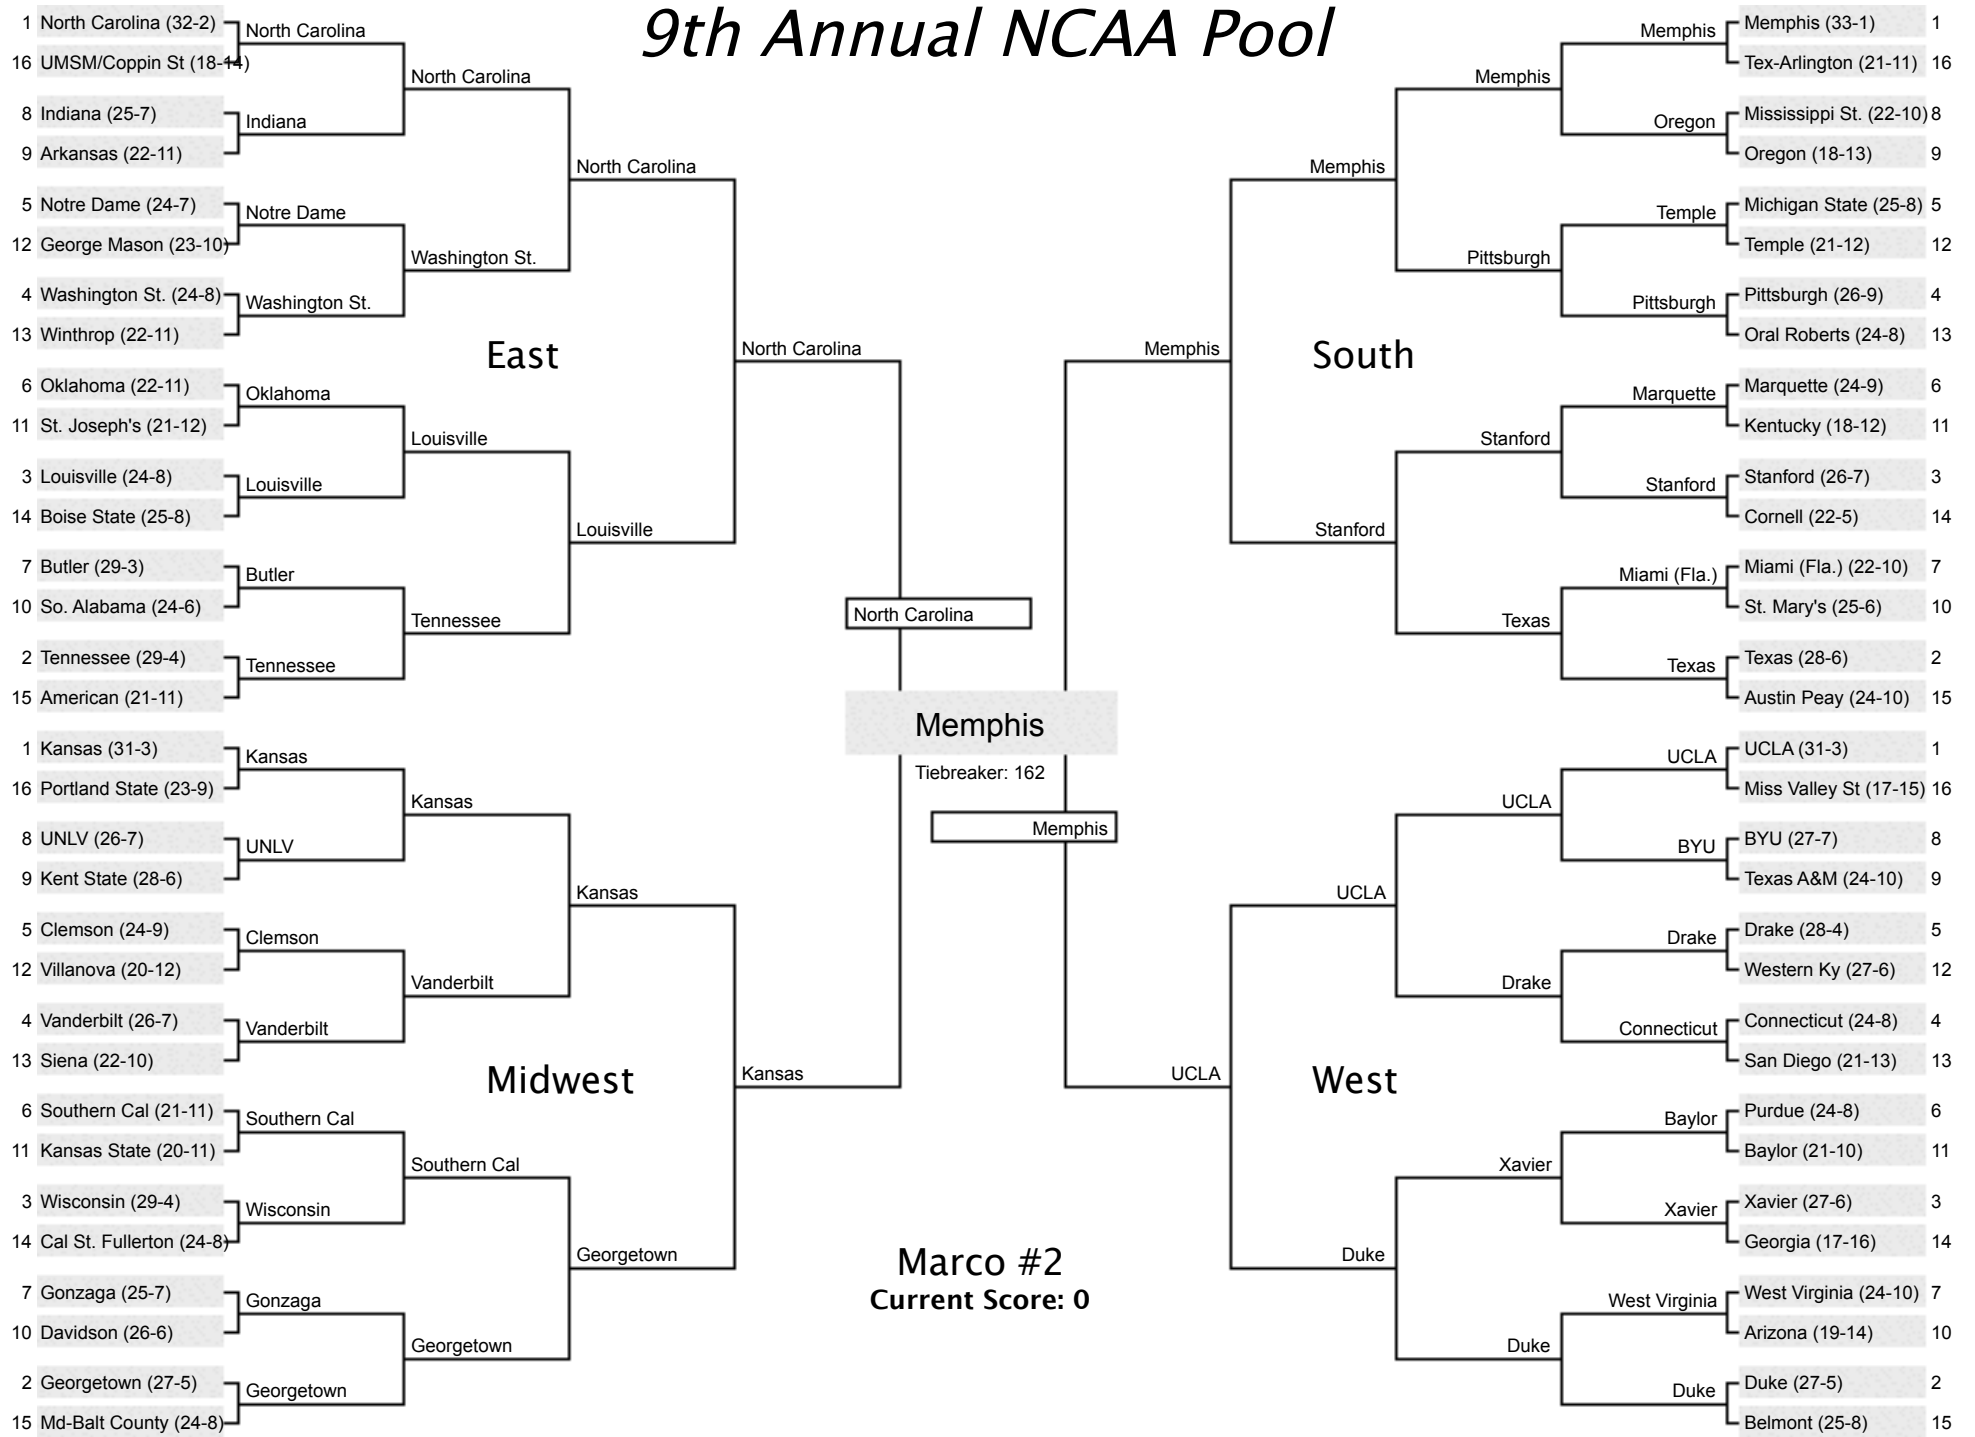 9th Annual NCAA Pool
1 North Carolina (32-2)
16 UMSM/Coppin St (18-14)
8 Indiana (25-7)
9 Arkansas (22-11)
5 Notre Dame (24-7)
12 George Mason (23-10)
4 Washington St. (24-8)
13 Winthrop (22-11)
6 Oklahoma (22-11)
11 St. Joseph's (21-12)
3 Louisville (24-8)
14 Boise State (25-8)
7 Butler (29-3)
10 So. Alabama (24-6)
2 Tennessee (29-4)
15 American (21-11)
North Carolina
Indiana
Notre Dame
Washington St.
Oklahoma
Louisville
Butler
Tennessee
North Carolina
Washington St.
Louisville
Tennessee
North Carolina
Louisville
East
North Carolina
1 Kansas (31-3)
16 Portland State (23-9)
8 UNLV (26-7)
9 Kent State (28-6)
5 Clemson (24-9)
12 Villanova (20-12)
4 Vanderbilt (26-7)
13 Siena (22-10)
6 Southern Cal (21-11)
11 Kansas State (20-11)
3 Wisconsin (29-4)
14 Cal St. Fullerton (24-8)
7 Gonzaga (25-7)
10 Davidson (26-6)
2 Georgetown (27-5)
15 Md-Balt County (24-8)
Kansas
UNLV
Clemson
Vanderbilt
Southern Cal
Wisconsin
Gonzaga
Georgetown
Kansas
Vanderbilt
Southern Cal
Georgetown
Kansas
Georgetown
Midwest
Kansas
North Carolina
Memphis
Tiebreaker: 162
Memphis
Marco #2
Current Score: 0
Memphis
South
Memphis
Stanford
Memphis
Pittsburgh
Stanford
Texas
Memphis
Oregon
Temple
Pittsburgh
Marquette
Stanford
Miami (Fla.)
Texas
Memphis (33-1) 1
Tex-Arlington (21-11) 16
Mississippi St. (22-10) 8
Oregon (18-13) 9
Michigan State (25-8) 5
Temple (21-12) 12
Pittsburgh (26-9) 4
Oral Roberts (24-8) 13
Marquette (24-9) 6
Kentucky (18-12) 11
Stanford (26-7) 3
Cornell (22-5) 14
Miami (Fla.) (22-10) 7
St. Mary's (25-6) 10
Texas (28-6) 2
Austin Peay (24-10) 15
UCLA
West
UCLA
Duke
UCLA
Drake
Xavier
Duke
UCLA
BYU
Drake
Connecticut
Baylor
Xavier
West Virginia
Duke
UCLA (31-3) 1
Miss Valley St (17-15) 16
BYU (27-7) 8
Texas A&M (24-10) 9
Drake (28-4) 5
Western Ky (27-6) 12
Connecticut (24-8) 4
San Diego (21-13) 13
Purdue (24-8) 6
Baylor (21-10) 11
Xavier (27-6) 3
Georgia (17-16) 14
West Virginia (24-10) 7
Arizona (19-14) 10
Duke (27-5) 2
Belmont (25-8) 15